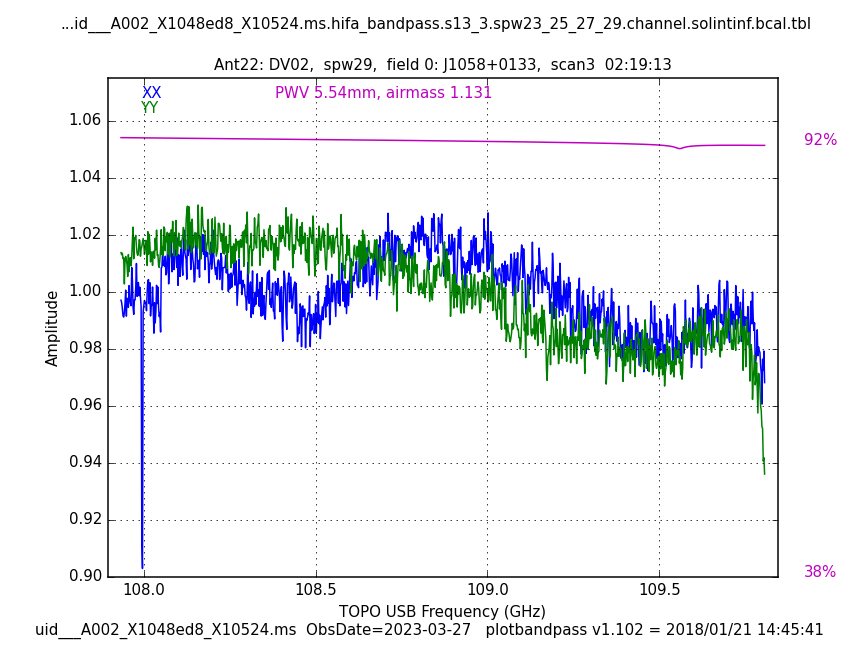 ...id___A002_X1048ed8_X10524.ms.hifa_bandpass.s13_3.spw23_25_27_29.channel.solintinf.bcal.tbl
Ant22: DV02, spw29, field 0: J1058+0133, scan3 02:19:13
XX
PWV 5.54mm, airmass 1.131
YY
1.06
1.04
1.02
1.00
0.98
0.96
0.94
0.92
0.90
Amplitude
92%
38%
108.0 108.5 109.0 109.5
TOPO USB Frequency (GHz)
uid___A002_X1048ed8_X10524.ms ObsDate=2023-03-27 plotbandpass v1.102 = 2018/01/21 14:45:41